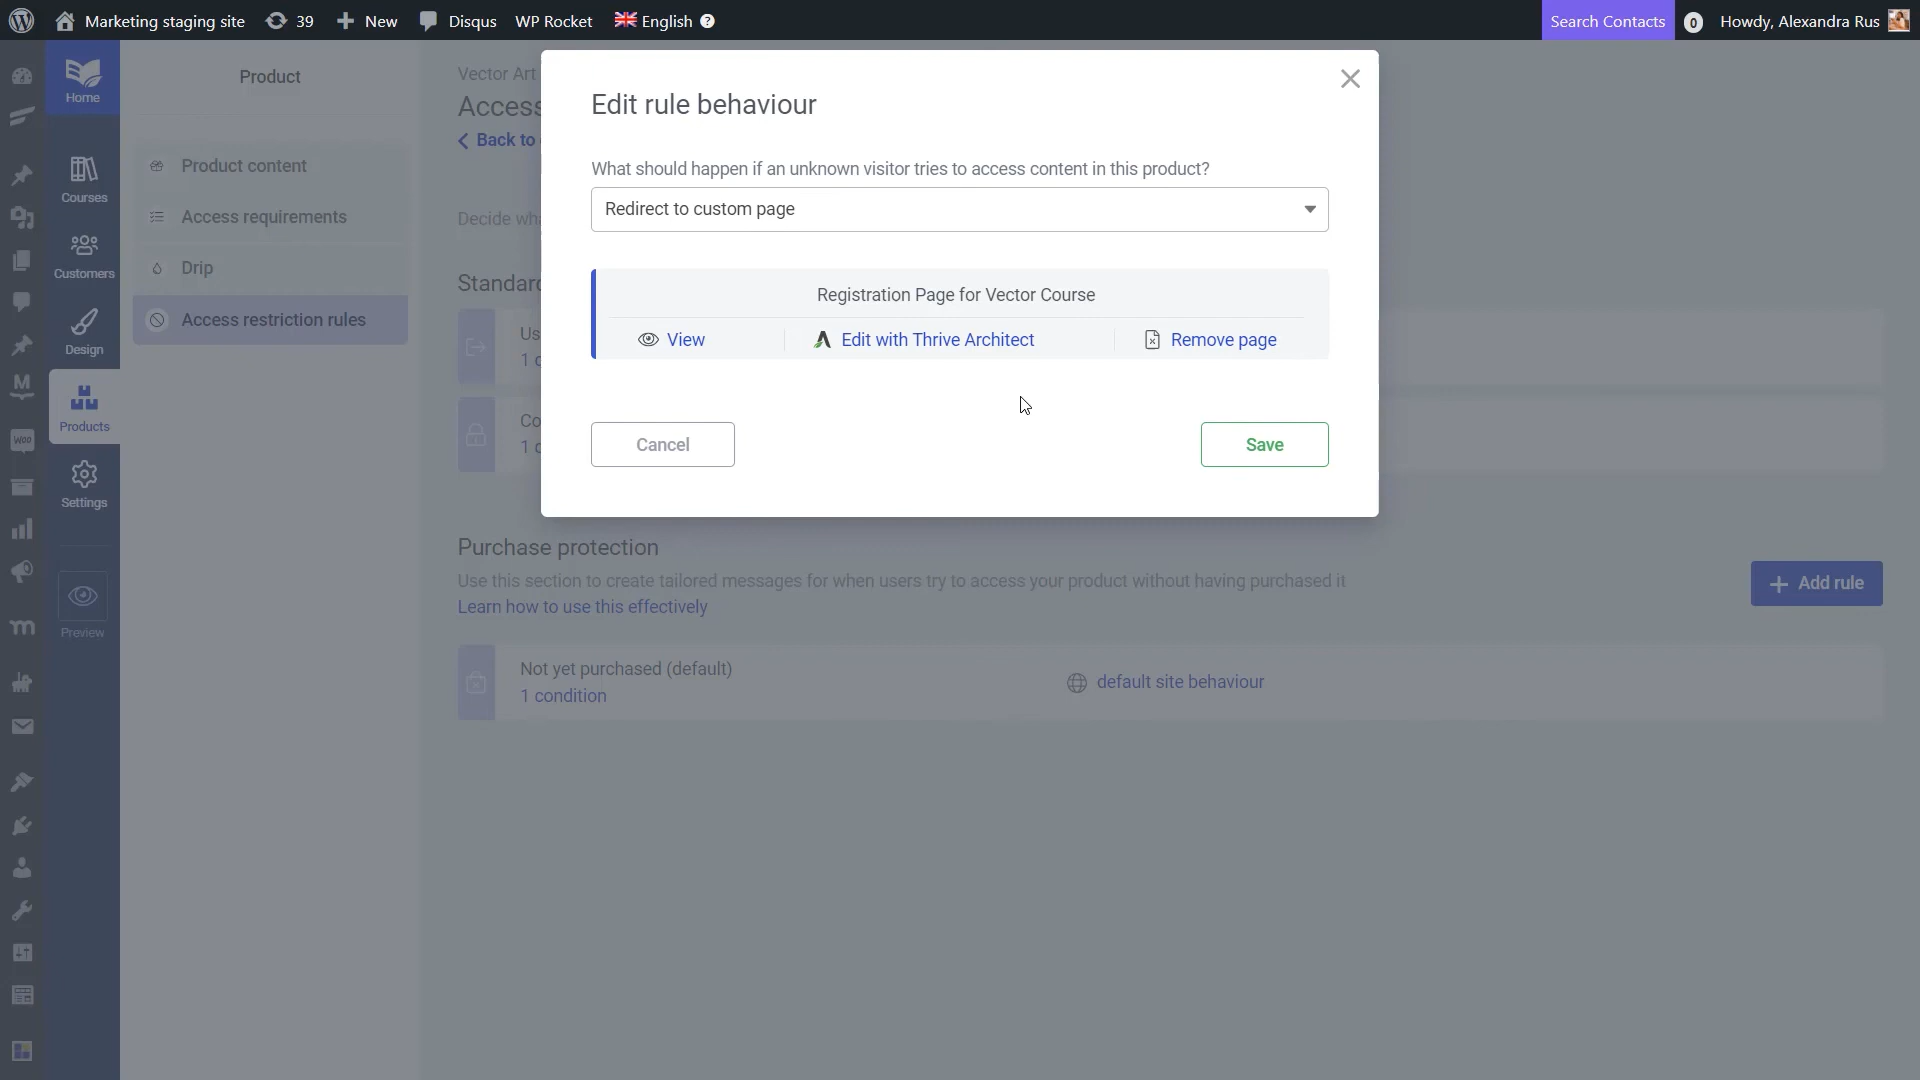 Marketing staging site 39 New Disqus WP Rocket English ? Search Contacts 0 Howdy, Alexandra Rus
Home
Courses
Customers
Design
Products
Settings
Preview
Product
Product content
Access requirements
Drip
Access restriction rules
Vector Art
Access
Back to
Edit rule behaviour
What should happen if an unknown visitor tries to access content in this product?
Redirect to custom page
Registration Page for Vector Course
View Edit with Thrive Architect Remove page
Cancel Save
Decide
Standard
Us
1 c
Co
1 c
Purchase protection
Use this section to create tailored messages for when users try to access your product without having purchased it
Learn how to use this effectively
Add rule
Not yet purchased (default)
1 condition
default site behaviour
WOO